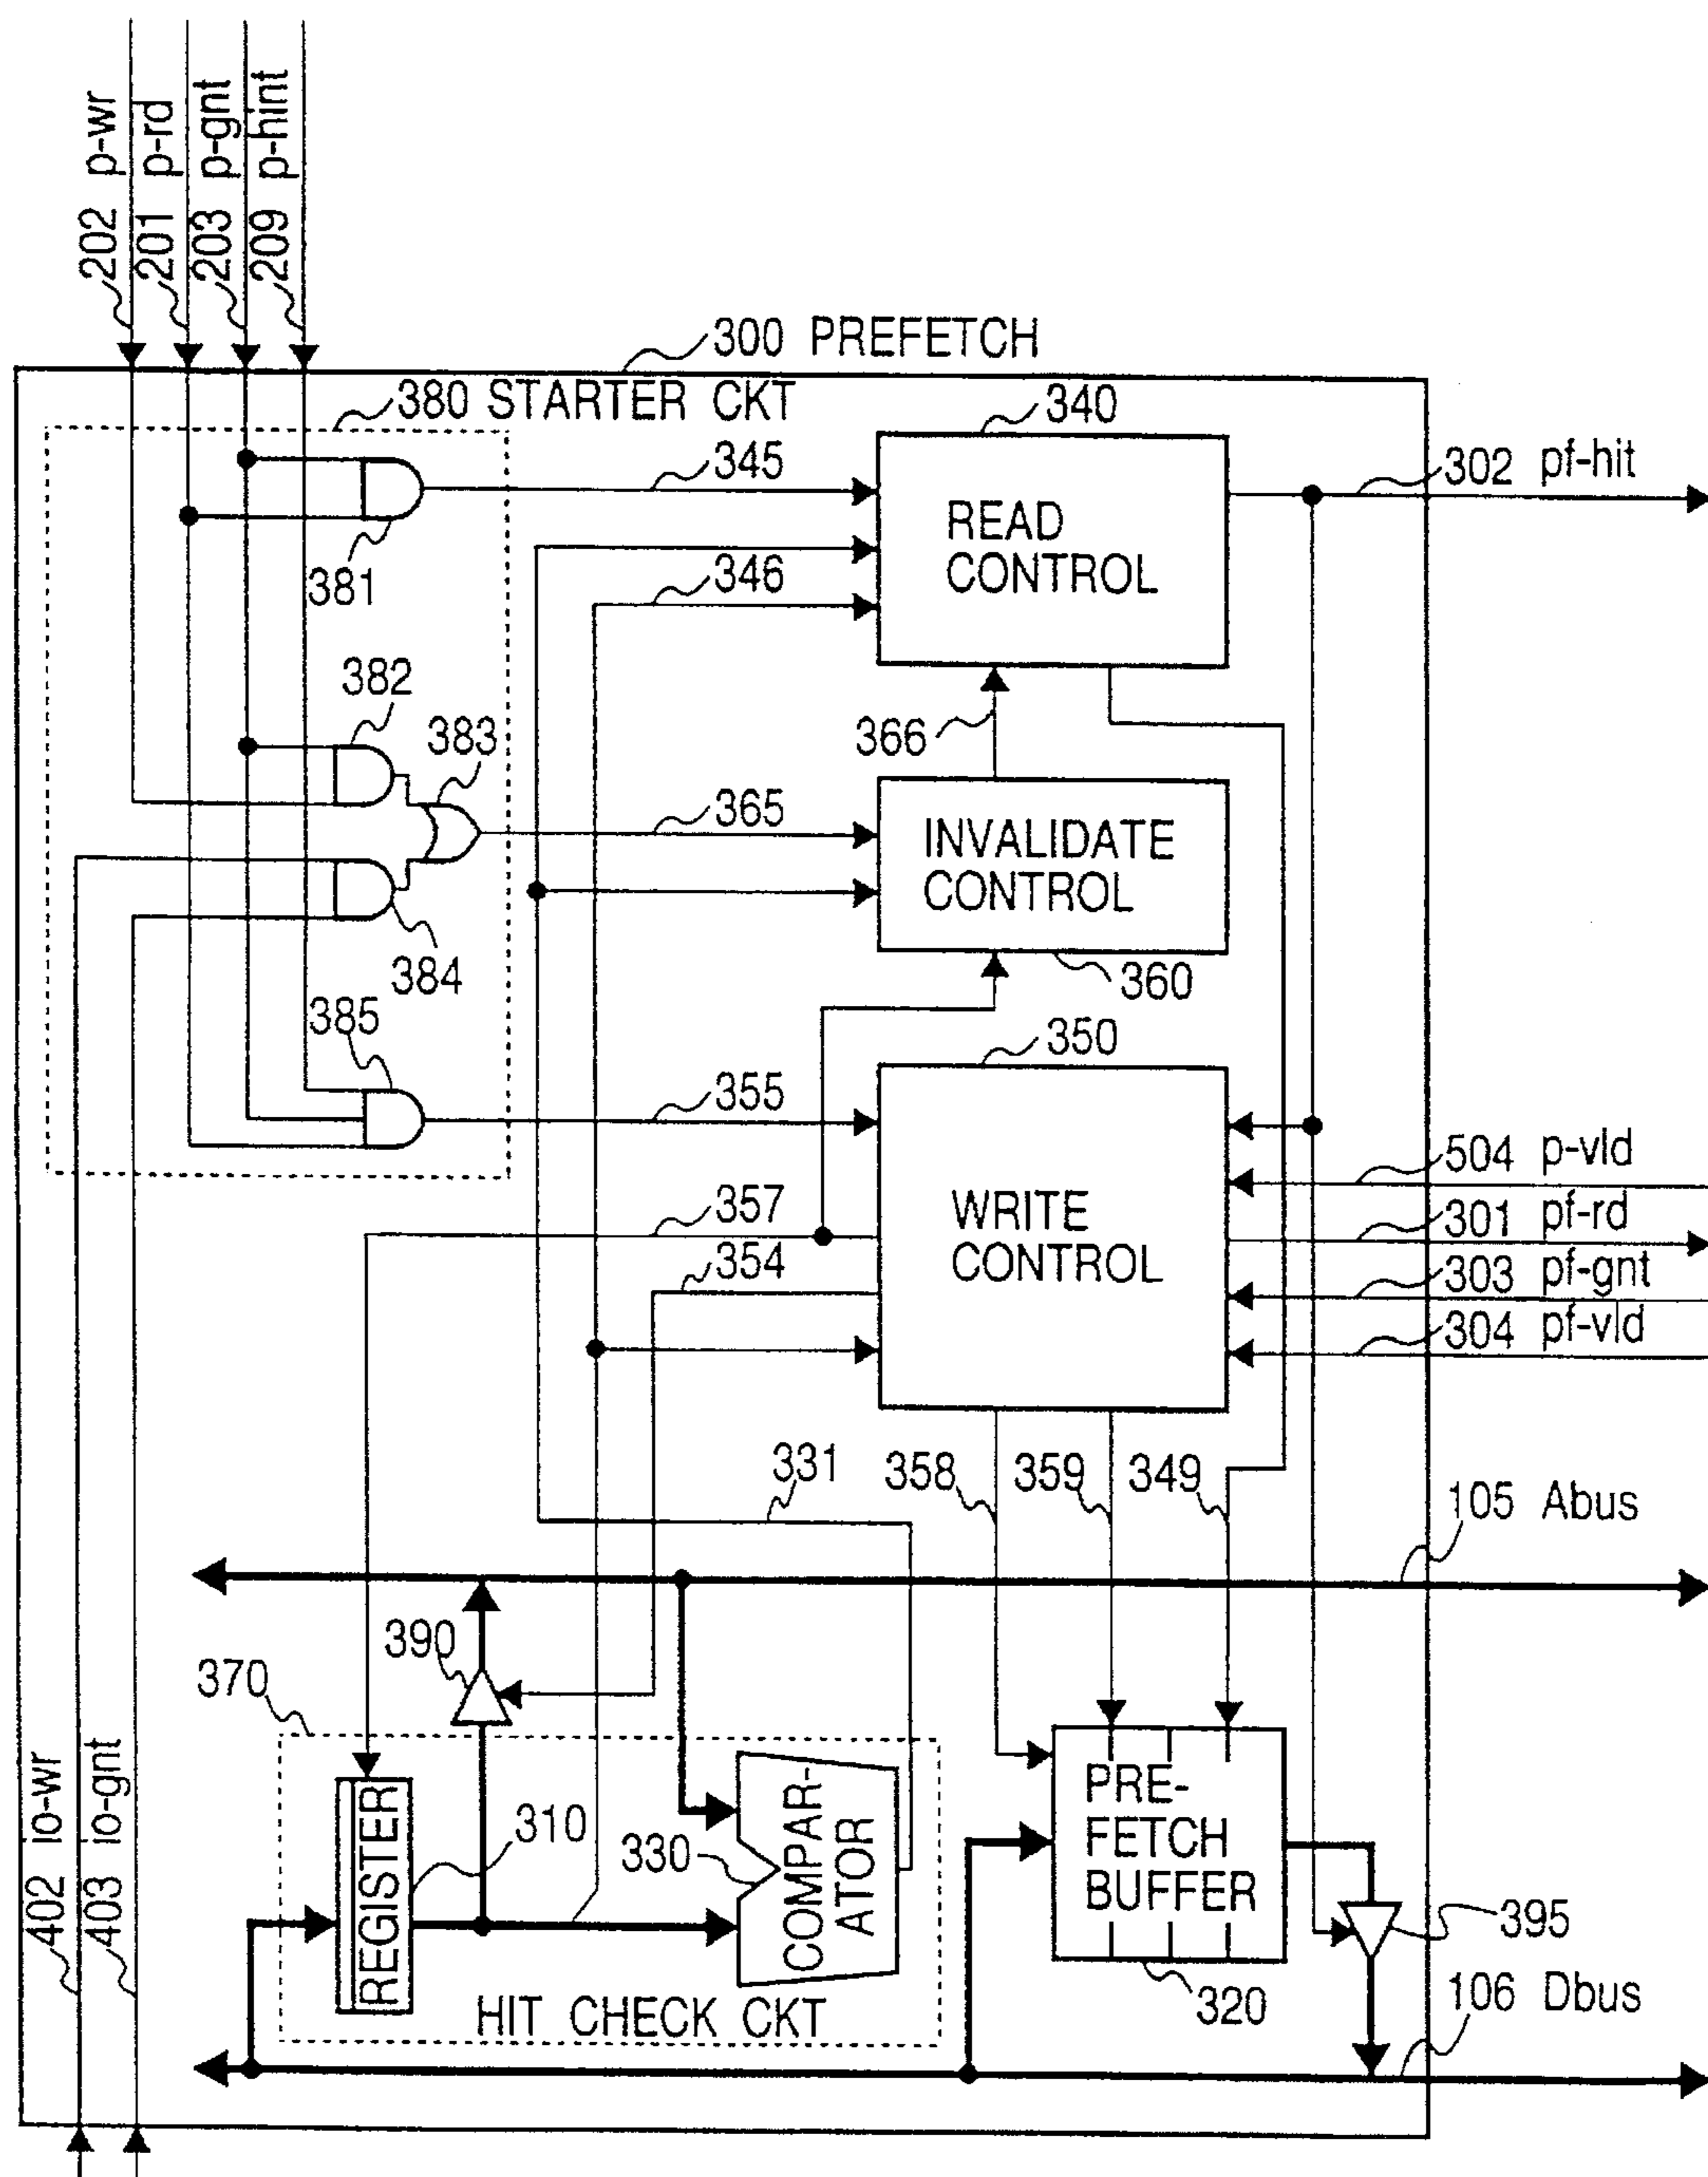 202 p-wr
201 p-rd
203 p-gnt
209 p-hint
300 PREFETCH
380 STARTER CKT
340
345
302 pf-hit
READ
CONTROL
381
346
382
383
366
365
INVALIDATE
CONTROL
384
360
385
350
355
504 p-vld
357
301 pf-rd
WRITE
CONTROL
354
303 pf-gnt
304 pf-vld
331
358
359
349
105 Abus
390
370
402 io-wr
403 io-gnt
REGISTER
310
330
COMPAR-
ATOR
PRE-
FETCH
BUFFER
395
320
HIT CHECK CKT
106 Dbus